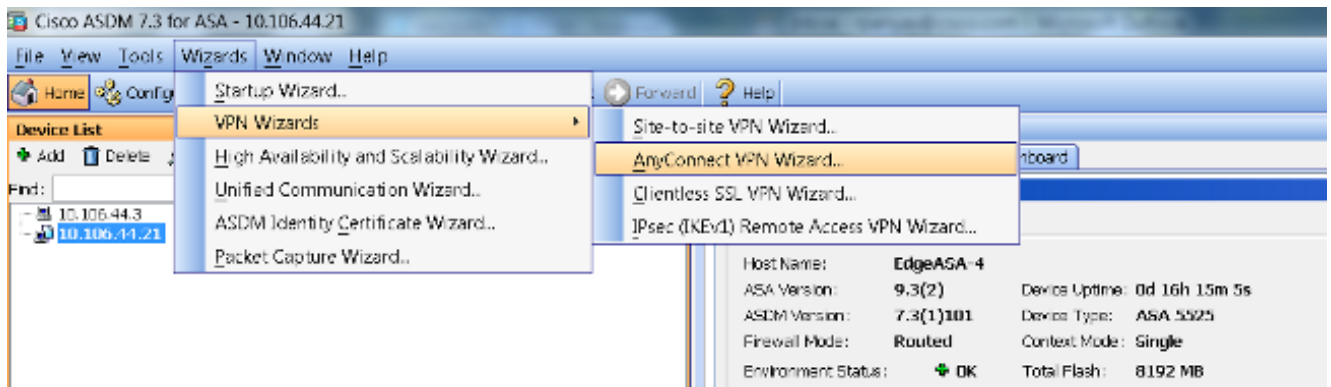 Cisco ASDM 7.3 for ASA - 10.106.44.21
File View Tools Wizards Window Help
Home Config
Startup Wizard...
Forward Help
Device List
VPN Wizards
Site-to-site VPN Wizard...
Add Delete
High Availability and Scalability Wizard...
AnyConnect VPN Wizard...
hboard
Find:
Unified Communication Wizard...
Clientless SSL VPN Wizard...
10.106.44.3
ASDM Identity Certificate Wizard...
IPsec (IKEv1) Remote Access VPN Wizard...
10.106.44.21
Packet Capture Wizard...
Host Name: EdgeASA-4
ASA Version: 9.3(2) Device Uptime: 0d 16h 15m 5s
ASDM Version: 7.3(1)101 Device Type: ASA 5525
Firewall Mode: Routed Context Mode: Single
Environment Status: OK Total Flash: 8192 MB